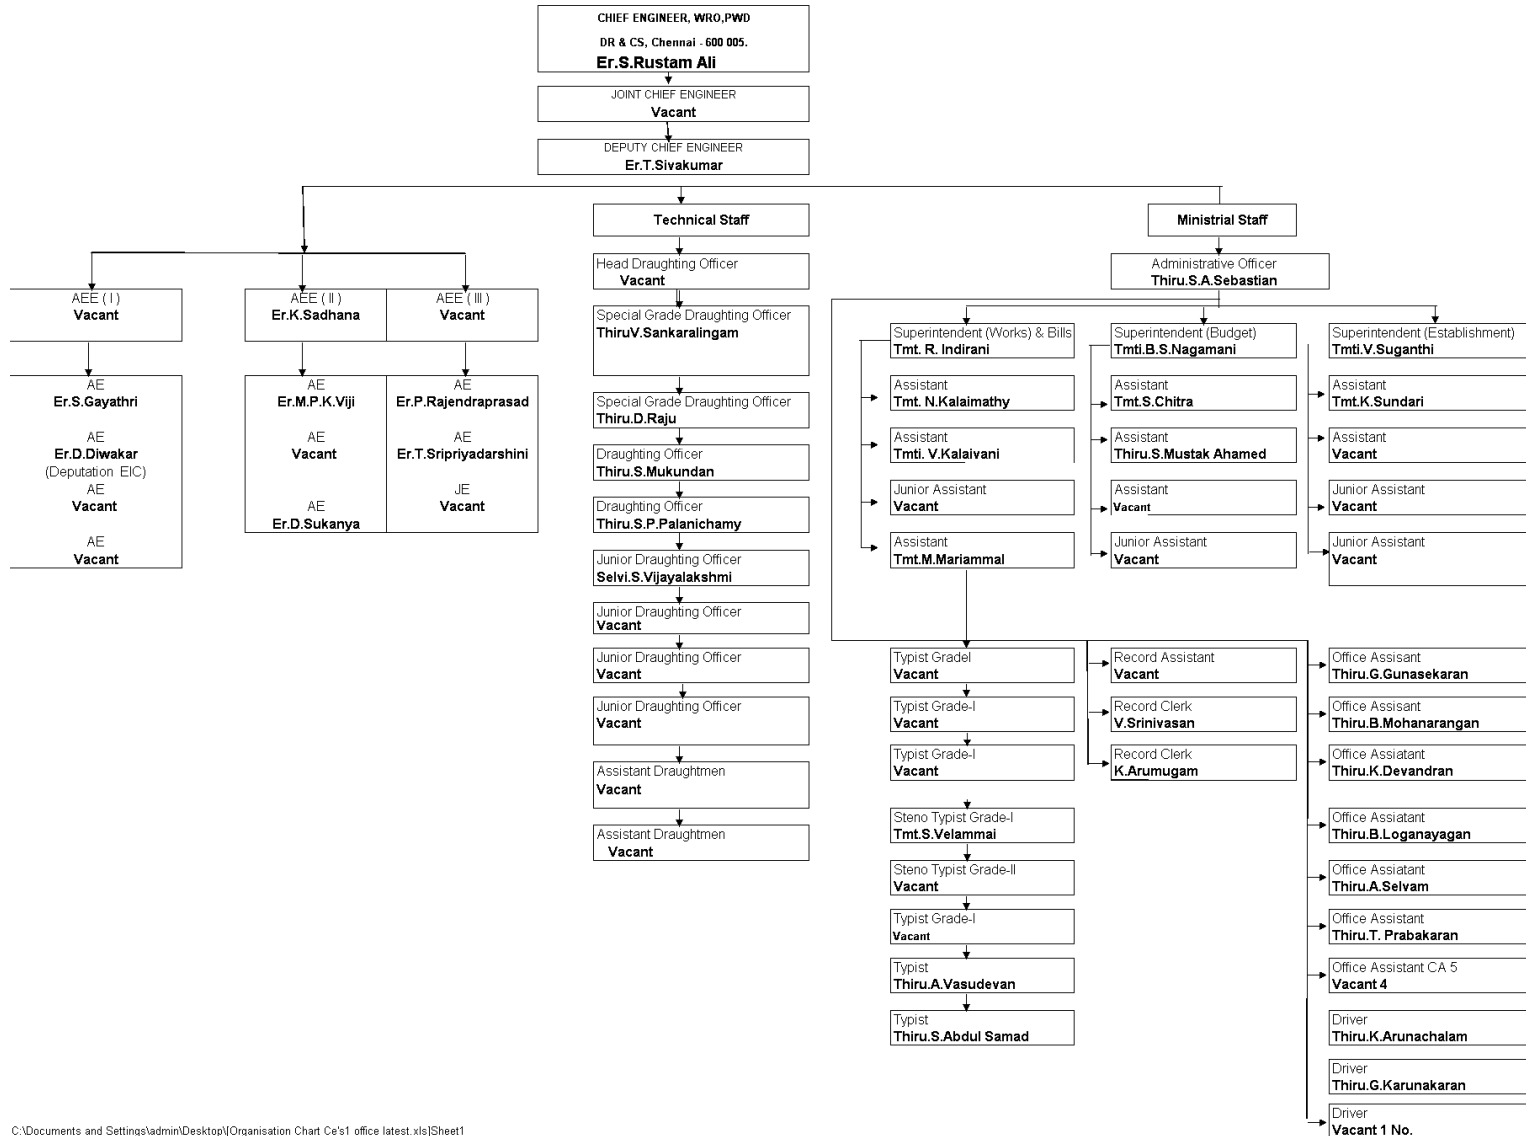 CHIEF ENGINEER, WRO,PWD
DR & CS, Chennai - 600 005.
Er.S.Rustam Ali
JOINT CHIEF ENGINEER
Vacant
DEPUTY CHIEF ENGINEER
Er.T.Sivakumar
AEE ( I )
Vacant
AE
Er.S.Gayathri
AE
Er.D.Diwakar
(Deputation EIC)
AE
Vacant
AE
Vacant
AEE ( II )
Er.K.Sadhana
AE
Er.M.P.K.Viji
AE
Vacant
AE
Er.D.Sukanya
AEE ( III )
Vacant
AE
Er.P.Rajendraprasad
AE
Er.T.Sripriyadarshini
JE
Vacant
Technical Staff
Head Draughting Officer
Vacant
Special Grade Draughting Officer
ThiruV.Sankaralingam
Special Grade Draughting Officer
Thiru.D.Raju
Draughting Officer
Thiru.S.Mukundan
Draughting Officer
Thiru.S.P.Palanichamy
Junior Draughting Officer
Selvi.S.Vijayalakshmi
Junior Draughting Officer
Vacant
Junior Draughting Officer
Vacant
Junior Draughting Officer
Vacant
Assistant Draughtmen
Vacant
Assistant Draughtmen
Vacant
Ministrial Staff
Administrative Officer
Thiru.S.A.Sebastian
Superintendent (Works) & Bills
Tmt. R. Indirani
Assistant
Tmt. N.Kalaimathy
Assistant
Tmti. V.Kalaivani
Junior Assistant
Vacant
Assistant
Tmt.M.Mariammal
Superintendent (Budget)
Tmti.B.S.Nagamani
Assistant
Tmt.S.Chitra
Assistant
Thiru.S.Mustak Ahamed
Assistant
Vacant
Junior Assistant
Vacant
Superintendent (Establishment)
Tmti.V.Suganthi
Assistant
Tmt.K.Sundari
Assistant
Vacant
Junior Assistant
Vacant
Junior Assistant
Vacant
Typist GradeI
Vacant
Typist Grade-I
Vacant
Typist Grade-I
Vacant
Steno Typist Grade-I
Tmt.S.Velammai
Steno Typist Grade-II
Vacant
Typist Grade-I
Vacant
Typist
Thiru.A.Vasudevan
Typist
Thiru.S.Abdul Samad
Record Assistant
Vacant
Record Clerk
V.Srinivasan
Record Clerk
K.Arumugam
Office Assisant
Thiru.G.Gunasekaran
Office Assisant
Thiru.B.Mohanarangan
Office Assiatant
Thiru.K.Devandran
Office Assiatant
Thiru.B.Loganayagan
Office Assiatant
Thiru.A.Selvam
Office Assistant
Thiru.T. Prabakaran
Office Assistant CA 5
Vacant 4
Driver
Thiru.K.Arunachalam
Driver
Thiru.G.Karunakaran
Driver
Vacant 1 No.
C:\Documents and Settings\admin\Desktop\[Organisation Chart Ce's1 office latest.xls]Sheet1